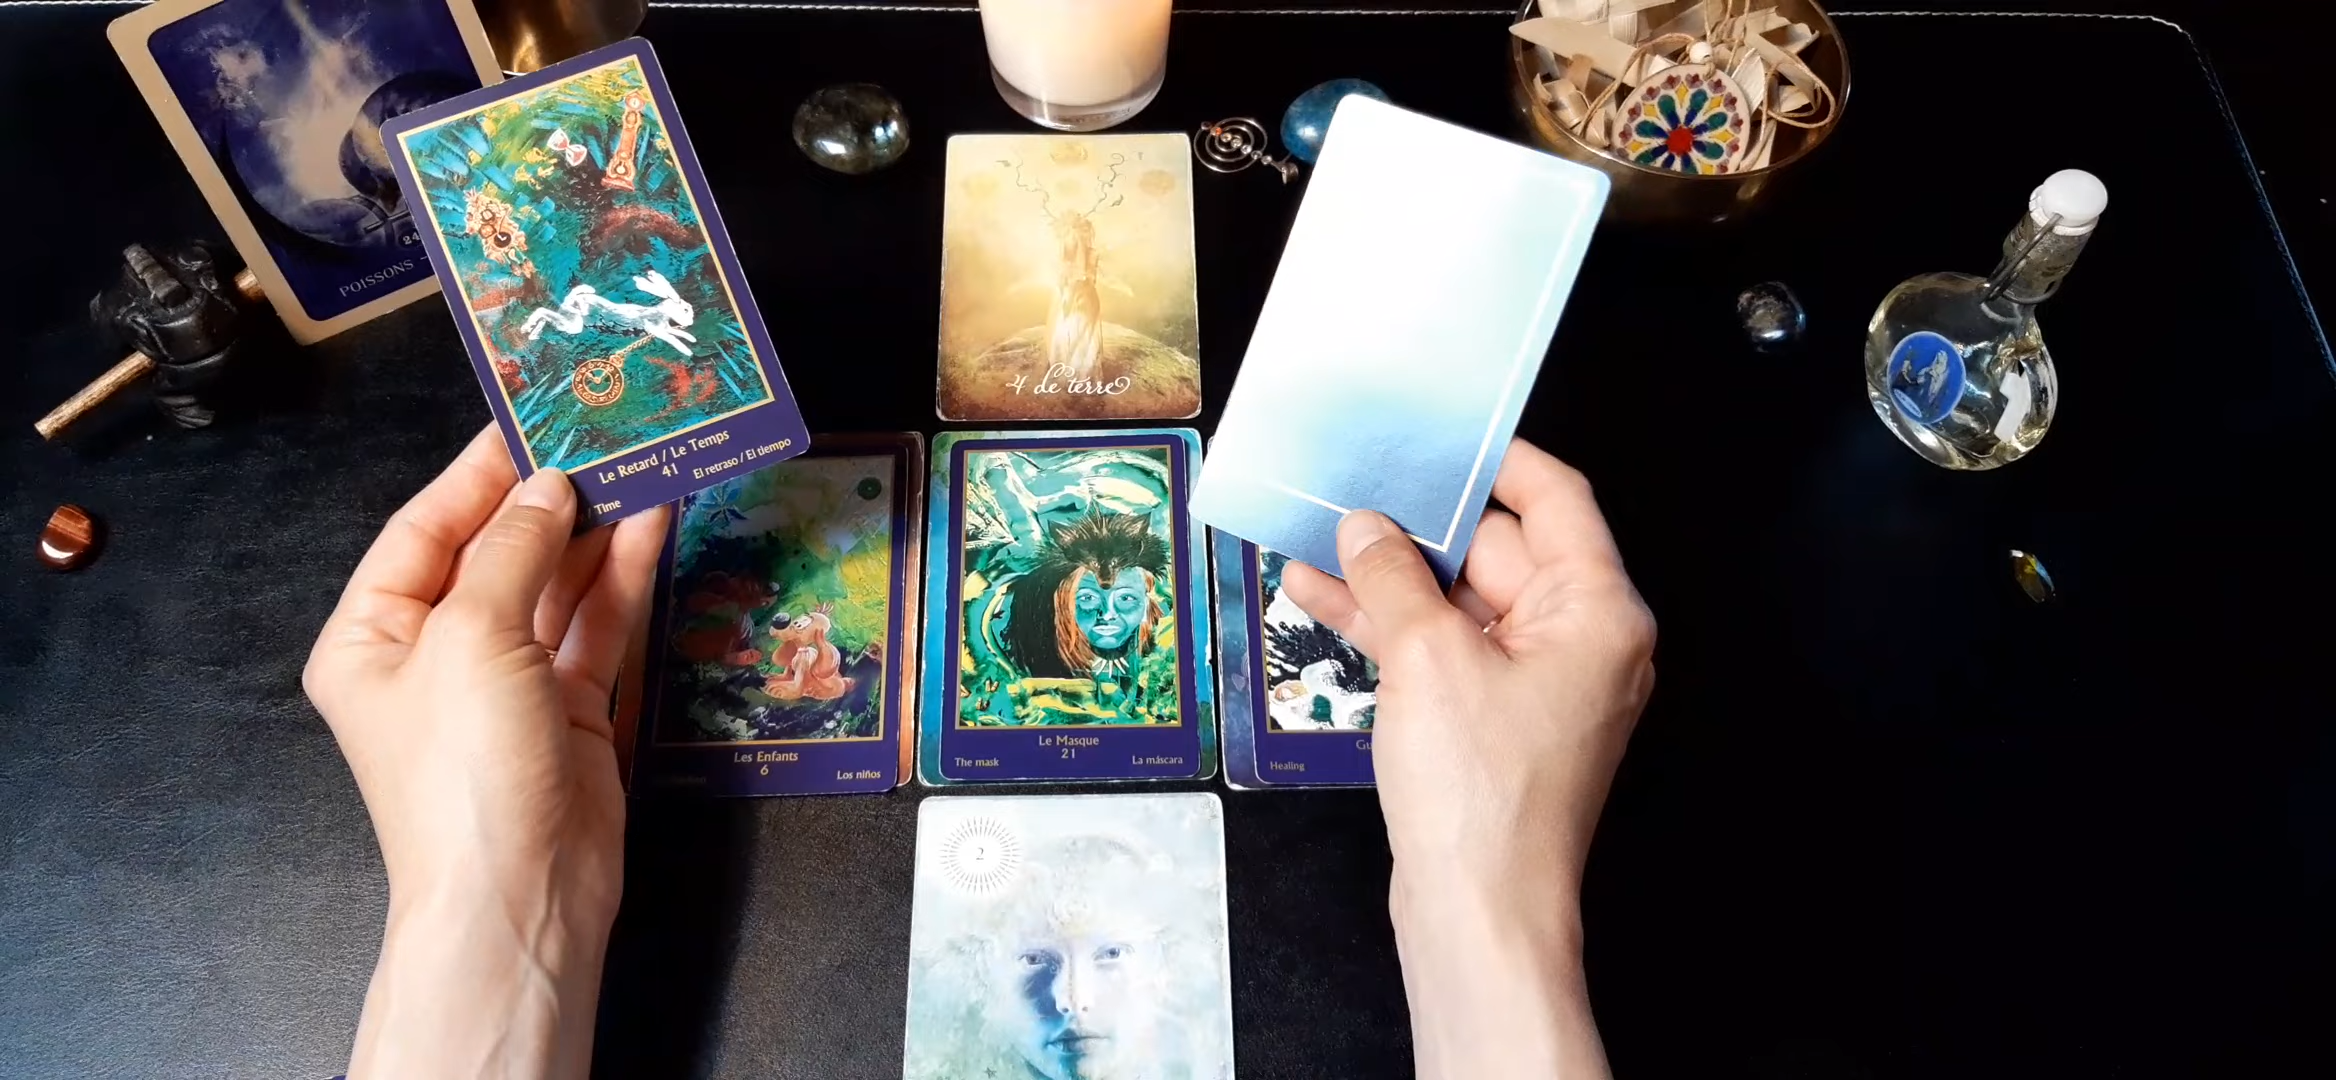 24
POISSONS -
Le Retard / Le Temps
41
/ Time
El retraso / El tiempo
4 de terre
Les Enfants
6
Los niños
Le Masque
21
The mask
La máscara
Gu
Healing
2